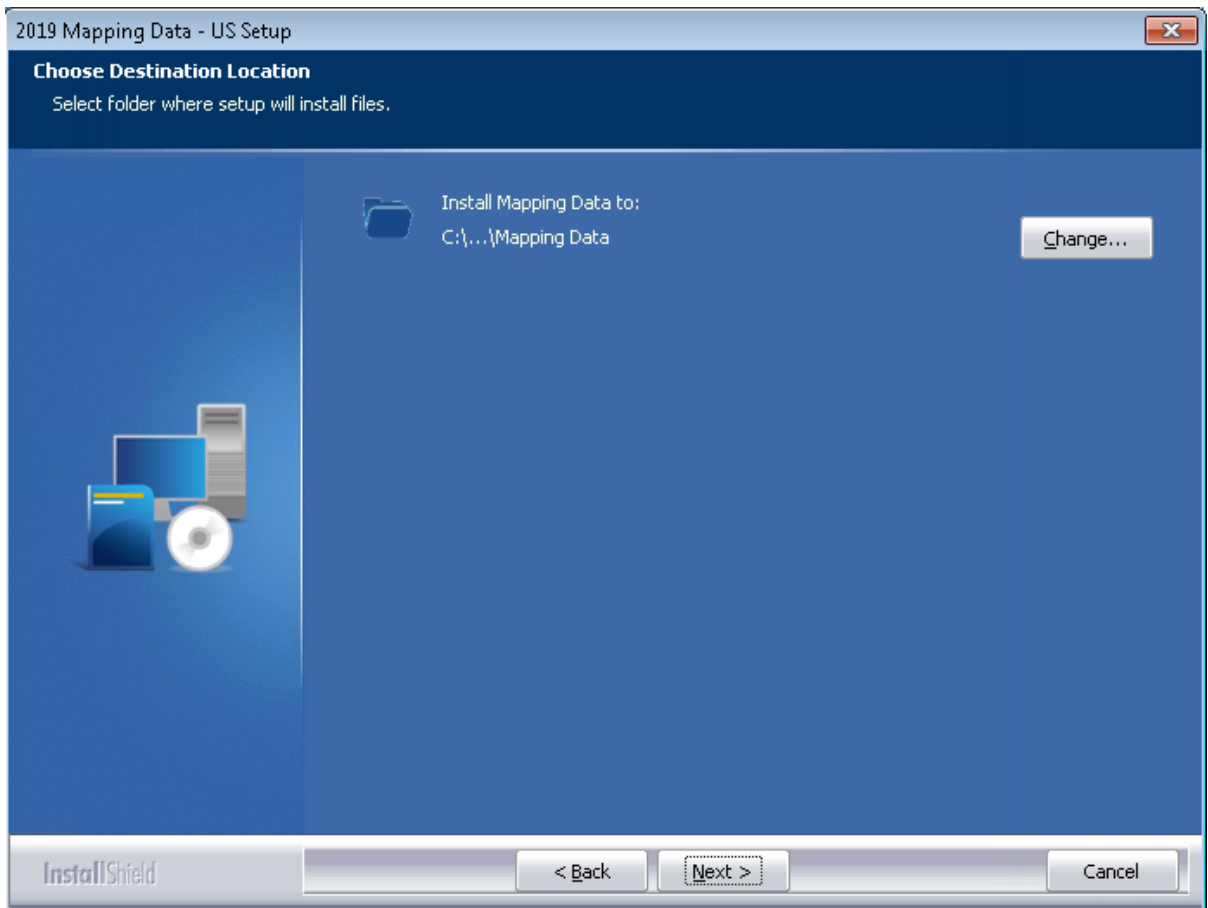 2019 Mapping Data - US Setup
Choose Destination Location
Select folder where setup will install files.
Install Mapping Data to:
C:\...\Mapping Data
Change...
InstallShield
< Back
Next >
Cancel